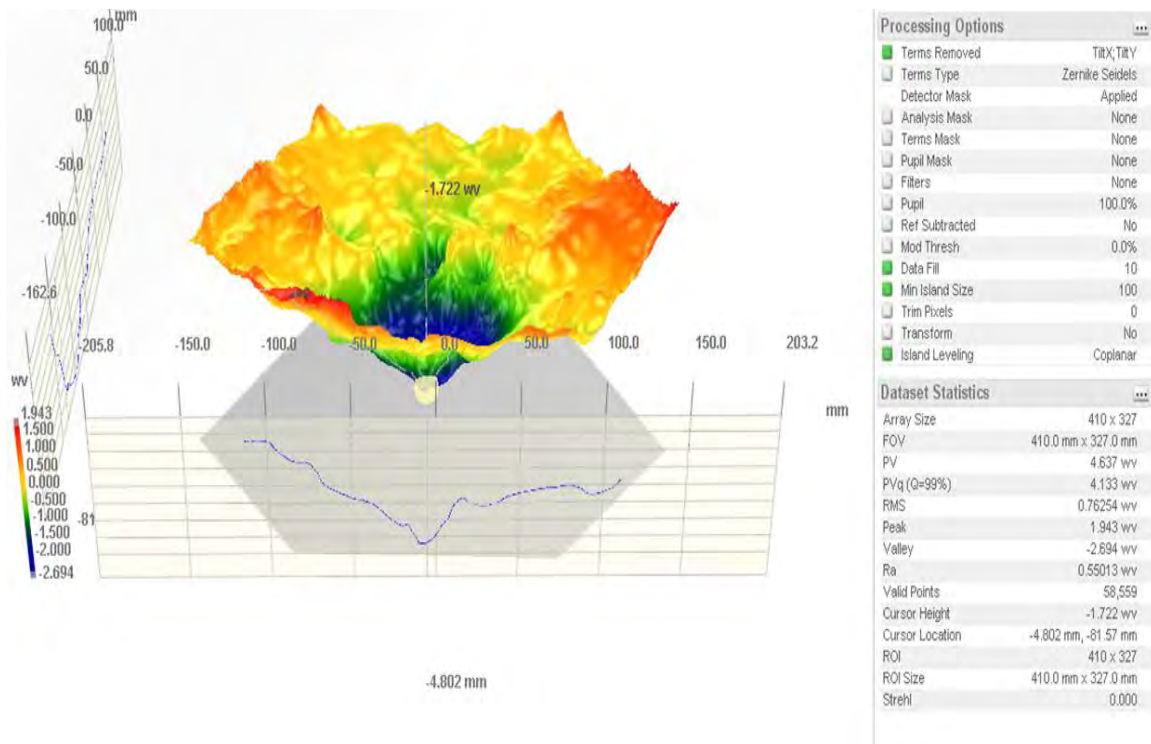 mm
100.0
50.0
0.0
-50.0
-100.0
-162.6
-1.722 wv
205.8 -150.0 -100.0 -50.0 0.0 50.0 100.0 150.0 203.2
mm
wv
1.943
1.500
1.000
0.500
0.000
-0.500
-1.000
-1.500
-2.000
-2.694
-81
-4.802 mm
Processing Options ...
Terms Removed TiltX;TiltY
Terms Type Zernike Seidels
Detector Mask Applied
Analysis Mask None
Terms Mask None
Pupil Mask None
Filters None
Pupil 100.0%
Ref Subtracted No
Mod Thresh 0.0%
Data Fill 10
Min Island Size 100
Trim Pixels 0
Transform No
Island Leveling Coplanar
Dataset Statistics ...
Array Size 410 x 327
FOV 410.0 mm x 327.0 mm
PV 4.637 wv
PVq (Q=99%) 4.133 wv
RMS 0.76254 wv
Peak 1.943 wv
Valley -2.694 wv
Ra 0.55013 wv
Valid Points 58,559
Cursor Height -1.722 wv
Cursor Location -4.802 mm, -81.57 mm
ROI 410 x 327
ROI Size 410.0 mm x 327.0 mm
Strehl 0.000